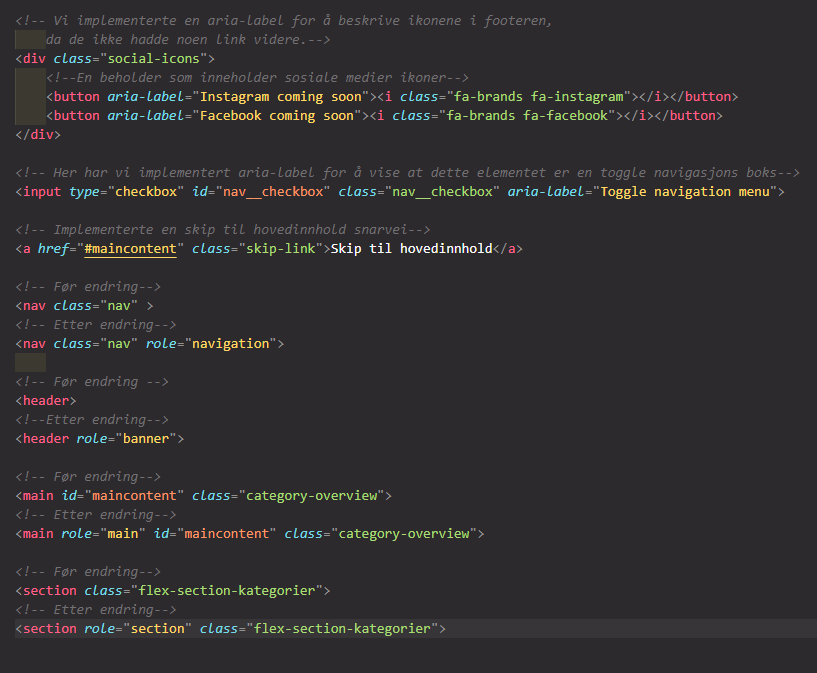 <!-- Vi implementerte en aria-label for å beskrive ikonene i footeren,
da de ikke hadde noen link videre.-->
<div class="social-icons">
<!--En beholder som inneholder sosiale medier ikoner-->
<button aria-label="Instagram coming soon"><i class="fa-brands fa-instagram"></i></button>
<button aria-label="Facebook coming soon"><i class="fa-brands fa-facebook"></i></button>
</div>
<!-- Her har vi implementert aria-label for å vise at dette elementet er en toggle navigasjons boks-->
<input type="checkbox" id="nav__checkbox" class="nav__checkbox" aria-label="Toggle navigation menu">
<!-- Implementerte en skip til hovedinnhold snarvei-->
<a href="#maincontent" class="skip-link">Skip til hovedinnhold</a>
<!-- Før endring-->
<nav class="nav" >
<!-- Etter endring-->
<nav class="nav" role="navigation">
<!-- Før endring -->
<header>
<!--Etter endring-->
<header role="banner">
<!-- Før endring-->
<main id="maincontent" class="category-overview">
<!-- Etter endring-->
<main role="main" id="maincontent" class="category-overview">
<!-- Før endring-->
<section class="flex-section-kategorier">
<!-- Etter endring-->
<section role="section" class="flex-section-kategorier">